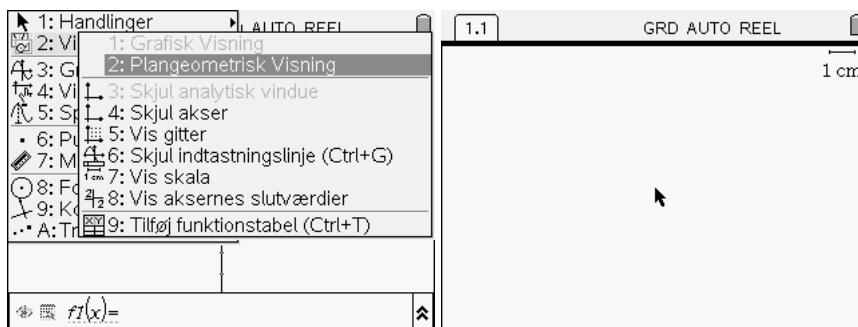 1: Handlinger
AUTO REEL
2: Vi
1: Grafisk Visning
2: Plangeometrisk Visning
3: G
3: Skjul analytisk vindue
4: Vi
4: Skjul akser
5: Sp
5: Vis gitter
6: Pu
6: Skjul indtastningslinje (Ctrl+G)
7: M
1 cm 7: Vis skala
8: Fo
8: Vis aksernes slutværdier
9: Ko
9: Tilføj funktionstabel (Ctrl+T)
A: Tr
f1(x)=
1.1
GRD AUTO REEL
1 cm